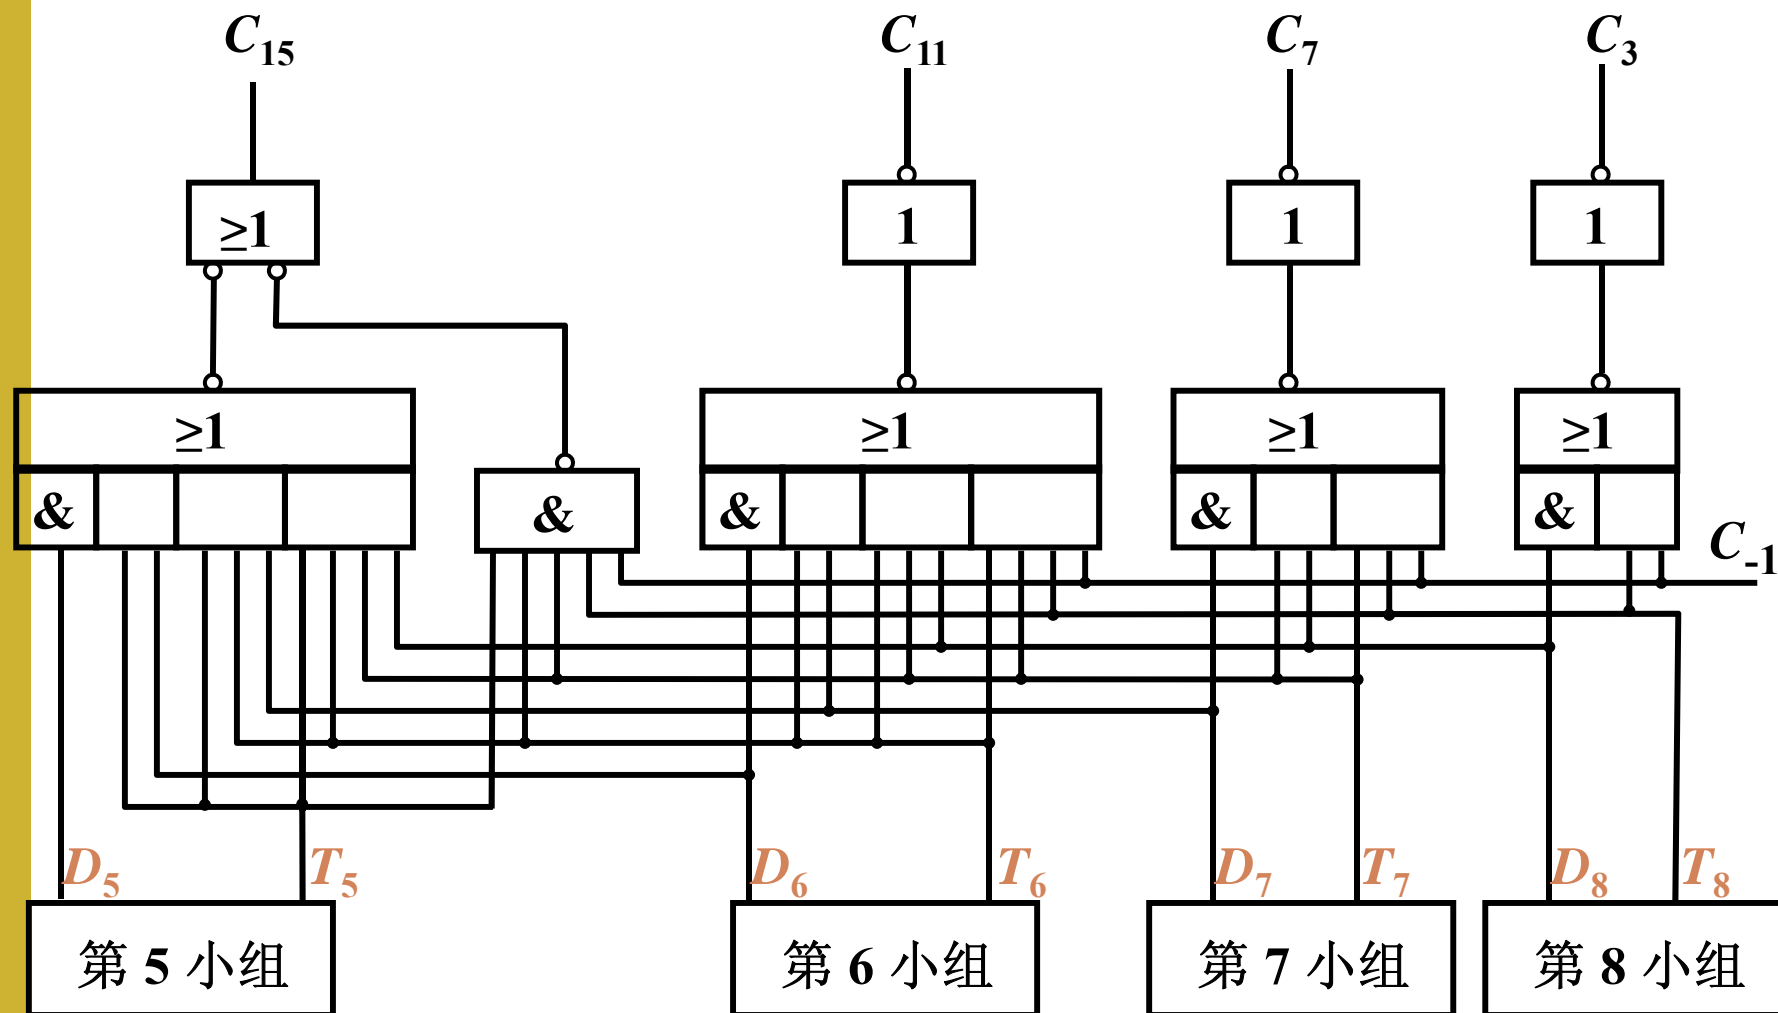 C15 C11 C7 C3
≥1 1 1 1
≥1 ≥1 ≥1 ≥1
& & & & &
C-1
D5 T5 D6 T6 D7 T7 D8 T8
第 5 小组 第 6 小组 第 7 小组 第 8 小组